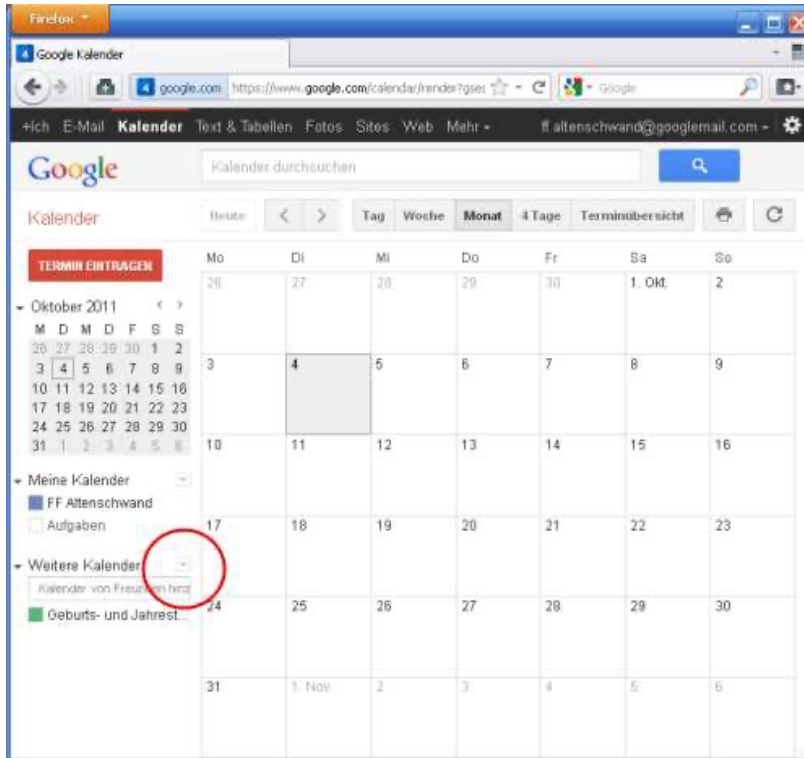 Firefox
Google Kalender
google.com https://www.google.com/calendar/render?gsei Google
+Ich E-Mail Kalender Text & Tabellen Fotos Sites Web Mehr ff.altenschwand@googlemail.com
Google Kalender durchsuchen
Kalender Heute Tag Woche Monat 4 Tage Terminübersicht
TERMIN EINTRAGEN
Oktober 2011
M D M D F S S
26 27 28 29 30 1 2
3 4 5 6 7 8 9
10 11 12 13 14 15 16
17 18 19 20 21 22 23
24 25 26 27 28 29 30
31 1 2 3 4 5 6
Meine Kalender
FF Altenschwand
Aufgaben
Weitere Kalender
Kalender von Freunden hinz
Geburts- und Jahrest...
Mo Di Mi Do Fr Sa So
26 27 28 29 30 1. Okt 2
3 4 5 6 7 8 9
10 11 12 13 14 15 16
17 18 19 20 21 22 23
24 25 26 27 28 29 30
31 1. Nov 2 3 4 5 6